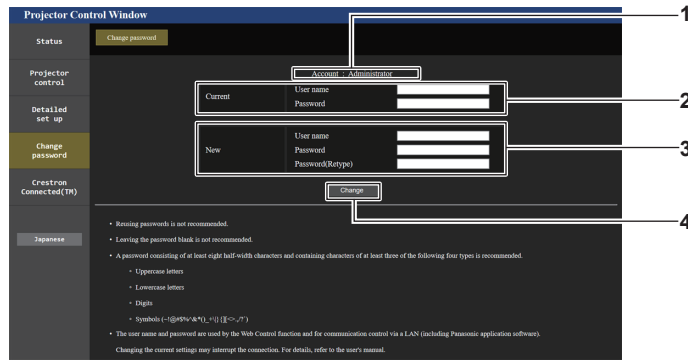 Projector Control Window
1
Status
Change password
Projector
control
Account : Administrator
Current
User name
Password
2
Detailed
set up
New
User name
Password
Password(Retype)
3
Change
password
Change
4
Crestron
Connected(TM)
Japanese
• Reusing passwords is not recommended.
• Leaving the password blank is not recommended.
• A password consisting of at least eight half-width characters and containing characters of at least three of the following four types is recommended.
• Uppercase letters
• Lowercase letters
• Digits
• Symbols
• The user name and password are used by the Web Control function and for communication control via a LAN (including Panasonic application software).
Changing the current settings may interrupt the connection. For details, refer to the user's manual.